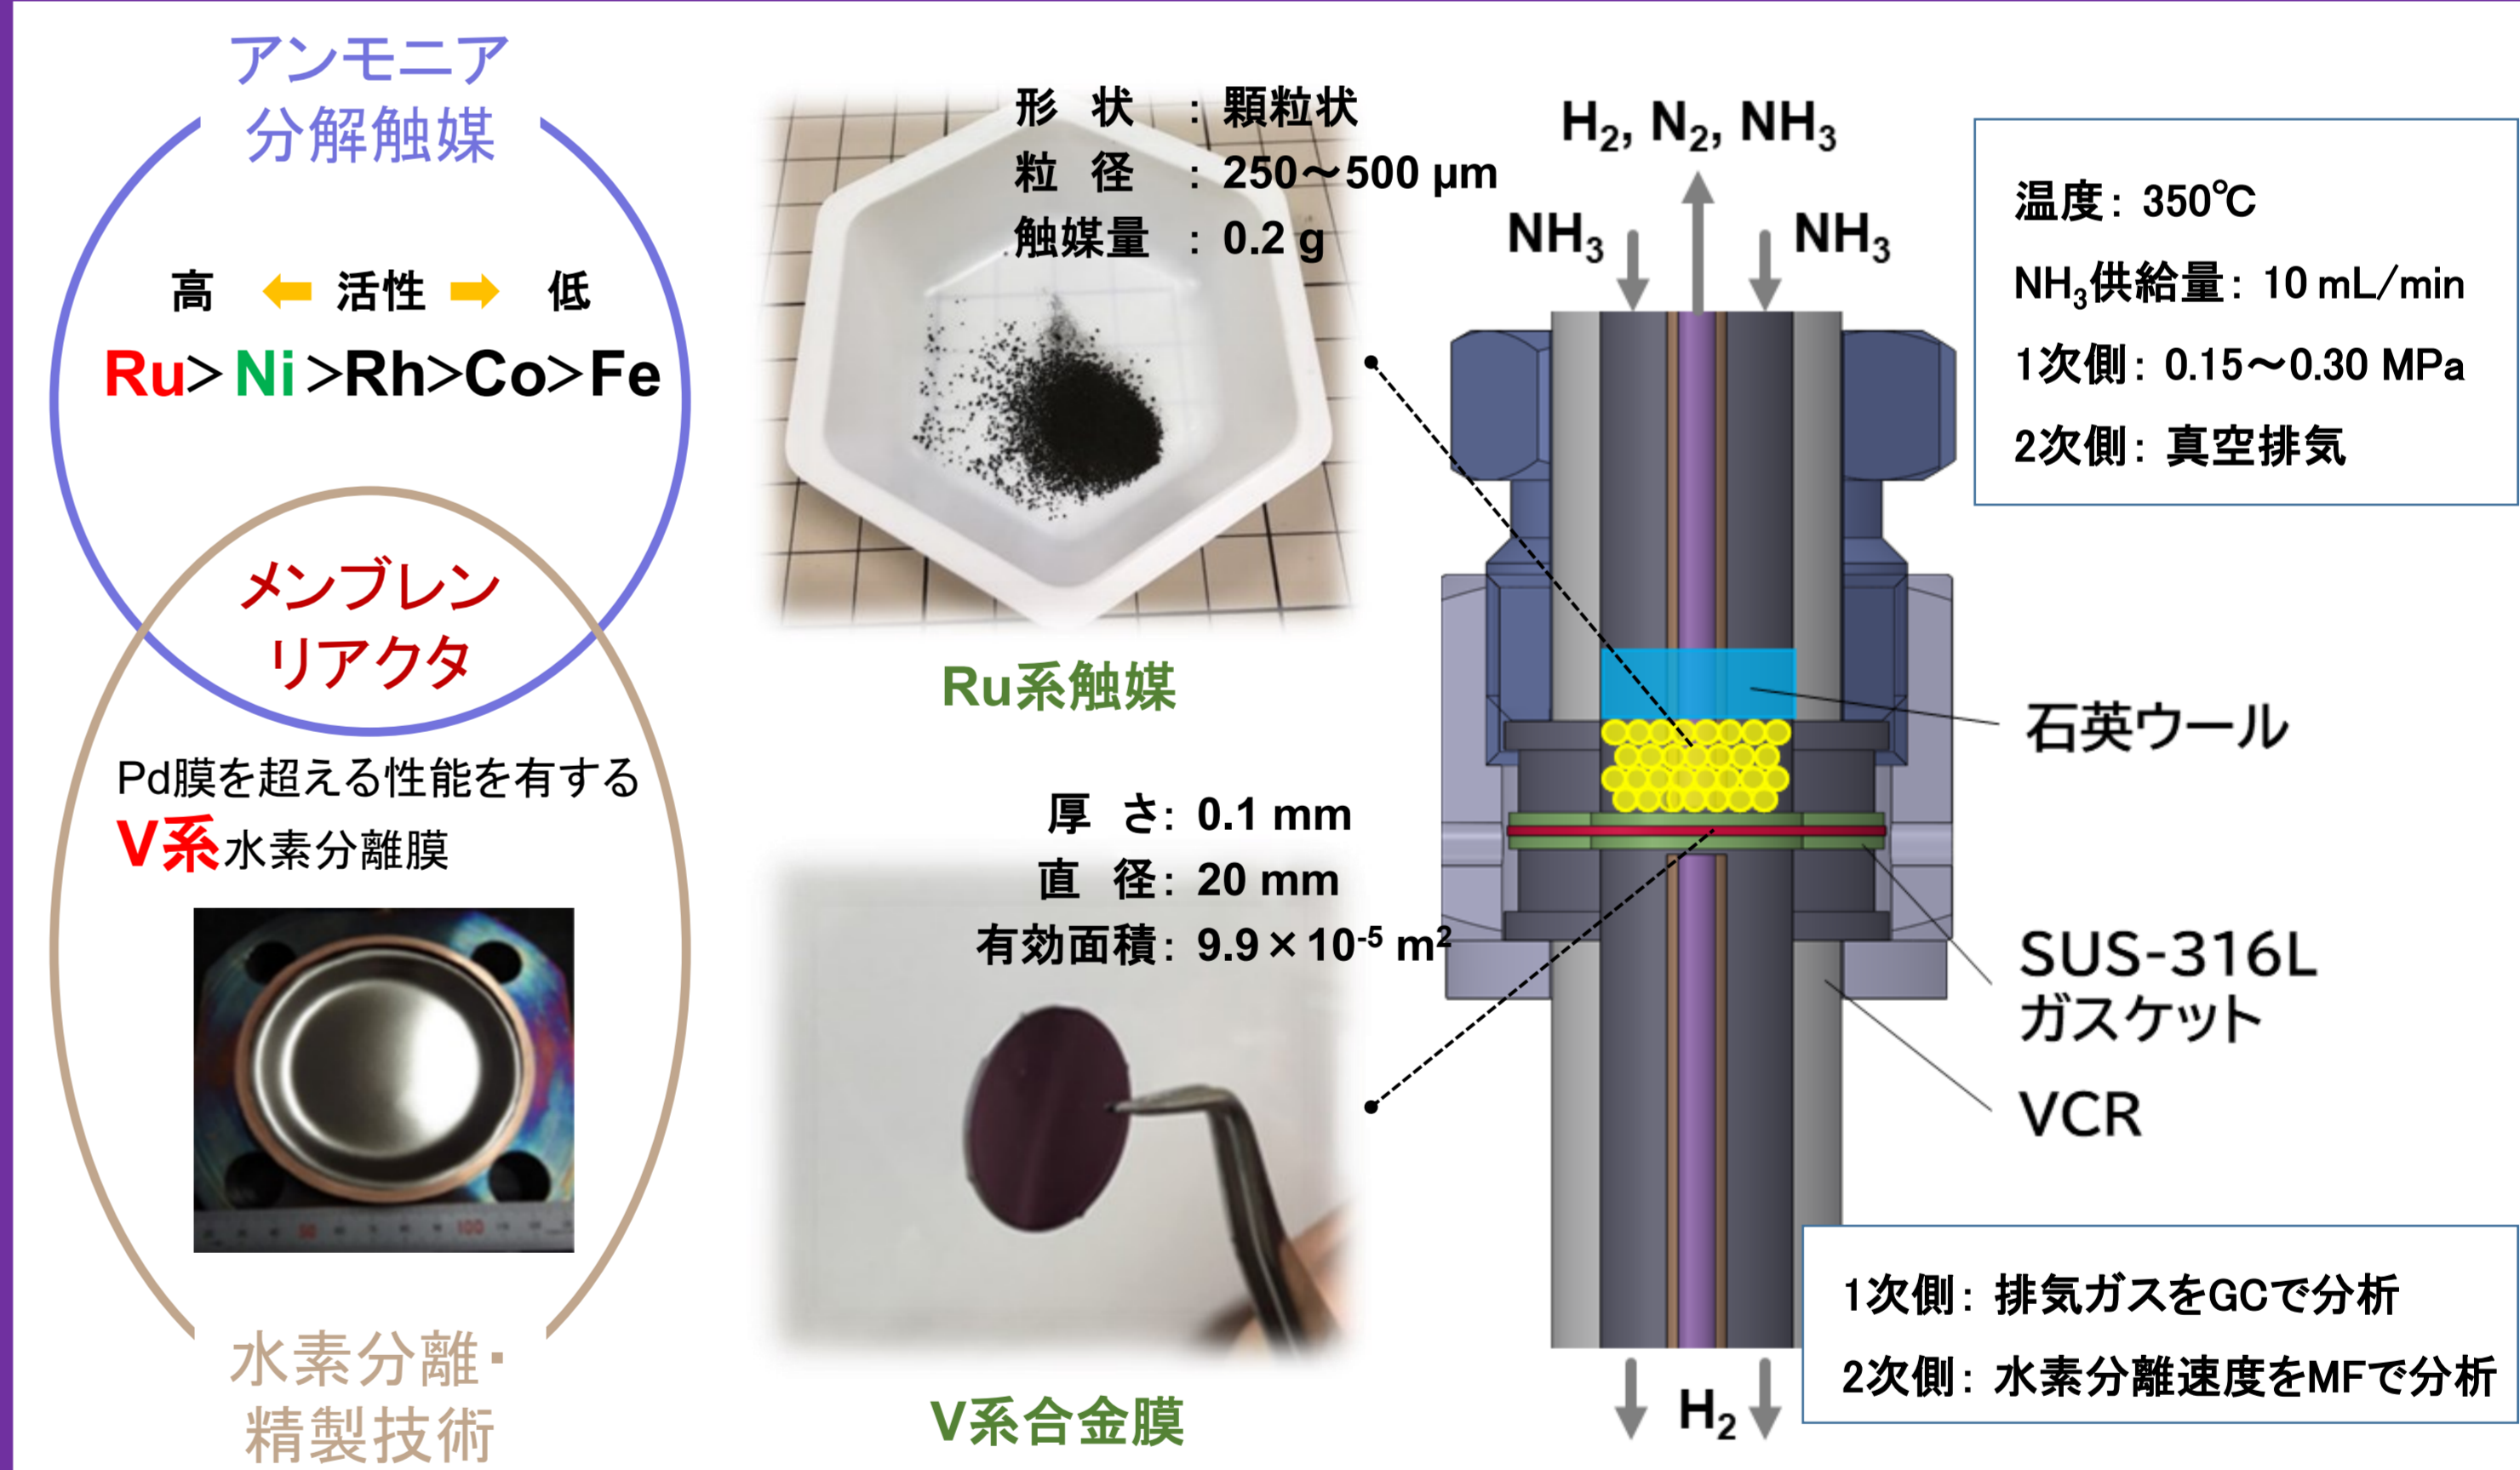 アンモニア
分解触媒
高 ← 活性 → 低
Ru> Ni >Rh>Co>Fe
メンブレン
リアクタ
Pd膜を超える性能を有する
V系水素分離膜
50 100
水素分離・
精製技術
形 状 : 顆粒状
粒 径 : 250～500 μm
触媒量 : 0.2 g
Ru系触媒
厚 さ: 0.1 mm
直 径: 20 mm
有効面積: 9.9×10⁻⁵ m²
V系合金膜
H₂, N₂, NH₃
NH₃ NH₃
温度: 350℃
NH₃供給量: 10 mL/min
1次側: 0.15～0.30 MPa
2次側: 真空排気
石英ウール
SUS-316L
ガスケット
VCR
1次側: 排気ガスをGCで分析
2次側: 水素分離速度をMFで分析
H₂